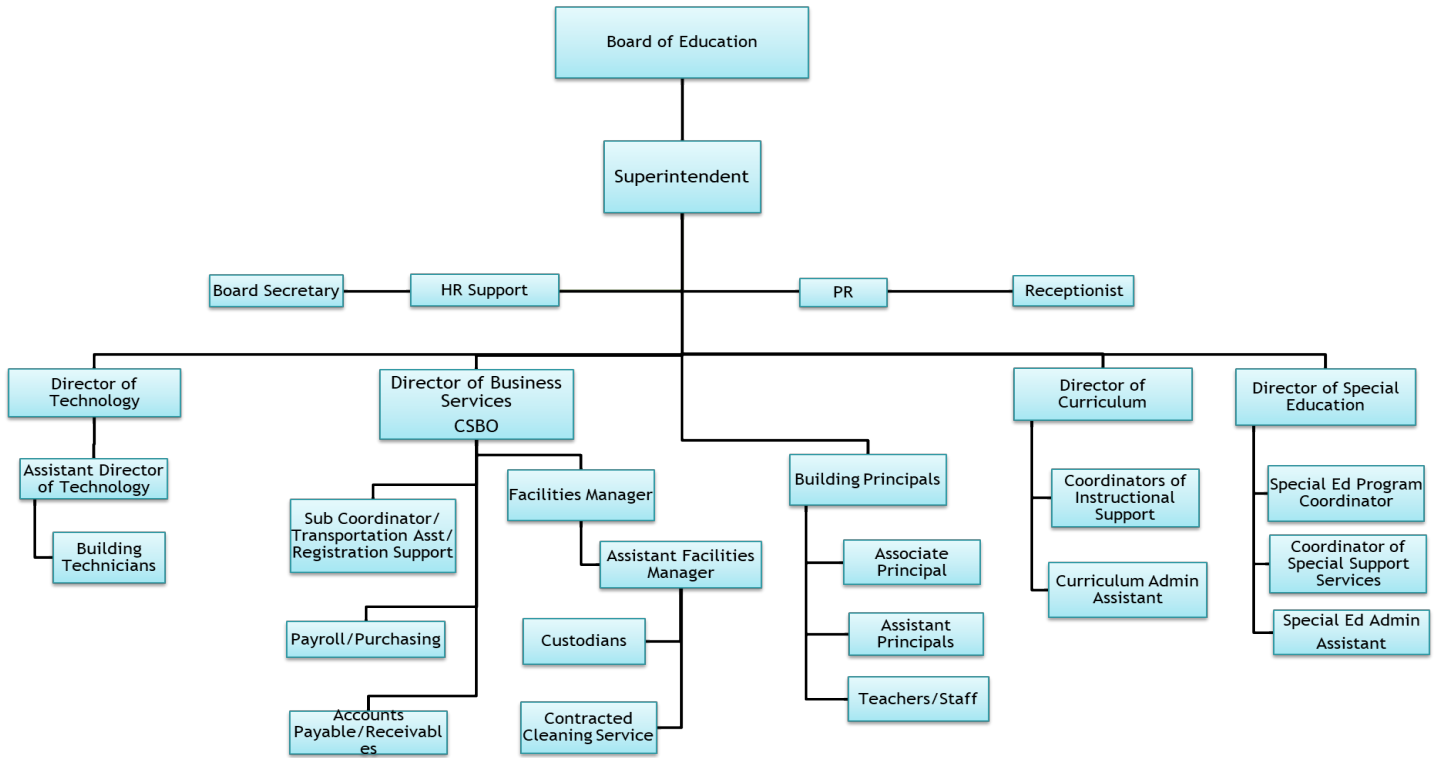 Board of Education
Superintendent
Board Secretary
HR Support
PR
Receptionist
Director of
Technology
Director of Business
Services
CSBO
Director of
Curriculum
Director of Special
Education
Assistant Director
of Technology
Building
Technicians
Sub Coordinator/
Transportation Asst/
Registration Support
Payroll/Purchasing
Accounts
Payable/Receivabl
es
Facilities Manager
Assistant Facilities
Manager
Custodians
Contracted
Cleaning Service
Building Principals
Associate
Principal
Assistant
Principals
Teachers/Staff
Coordinators of
Instructional
Support
Curriculum Admin
Assistant
Special Ed Program
Coordinator
Coordinator of
Special Support
Services
Special Ed Admin
Assistant